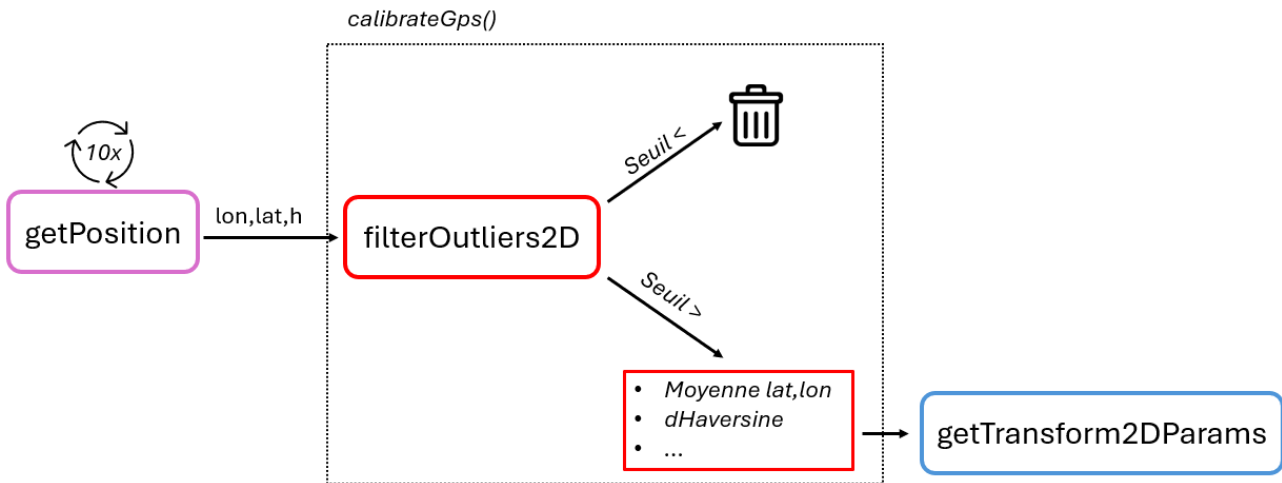 calibrateGps()
10x
getPosition
lon,lat,h
filterOutliers2D
Seuil <
Seuil >
• Moyenne lat,lon
• dHaversine
• ...
getTransform2DParams